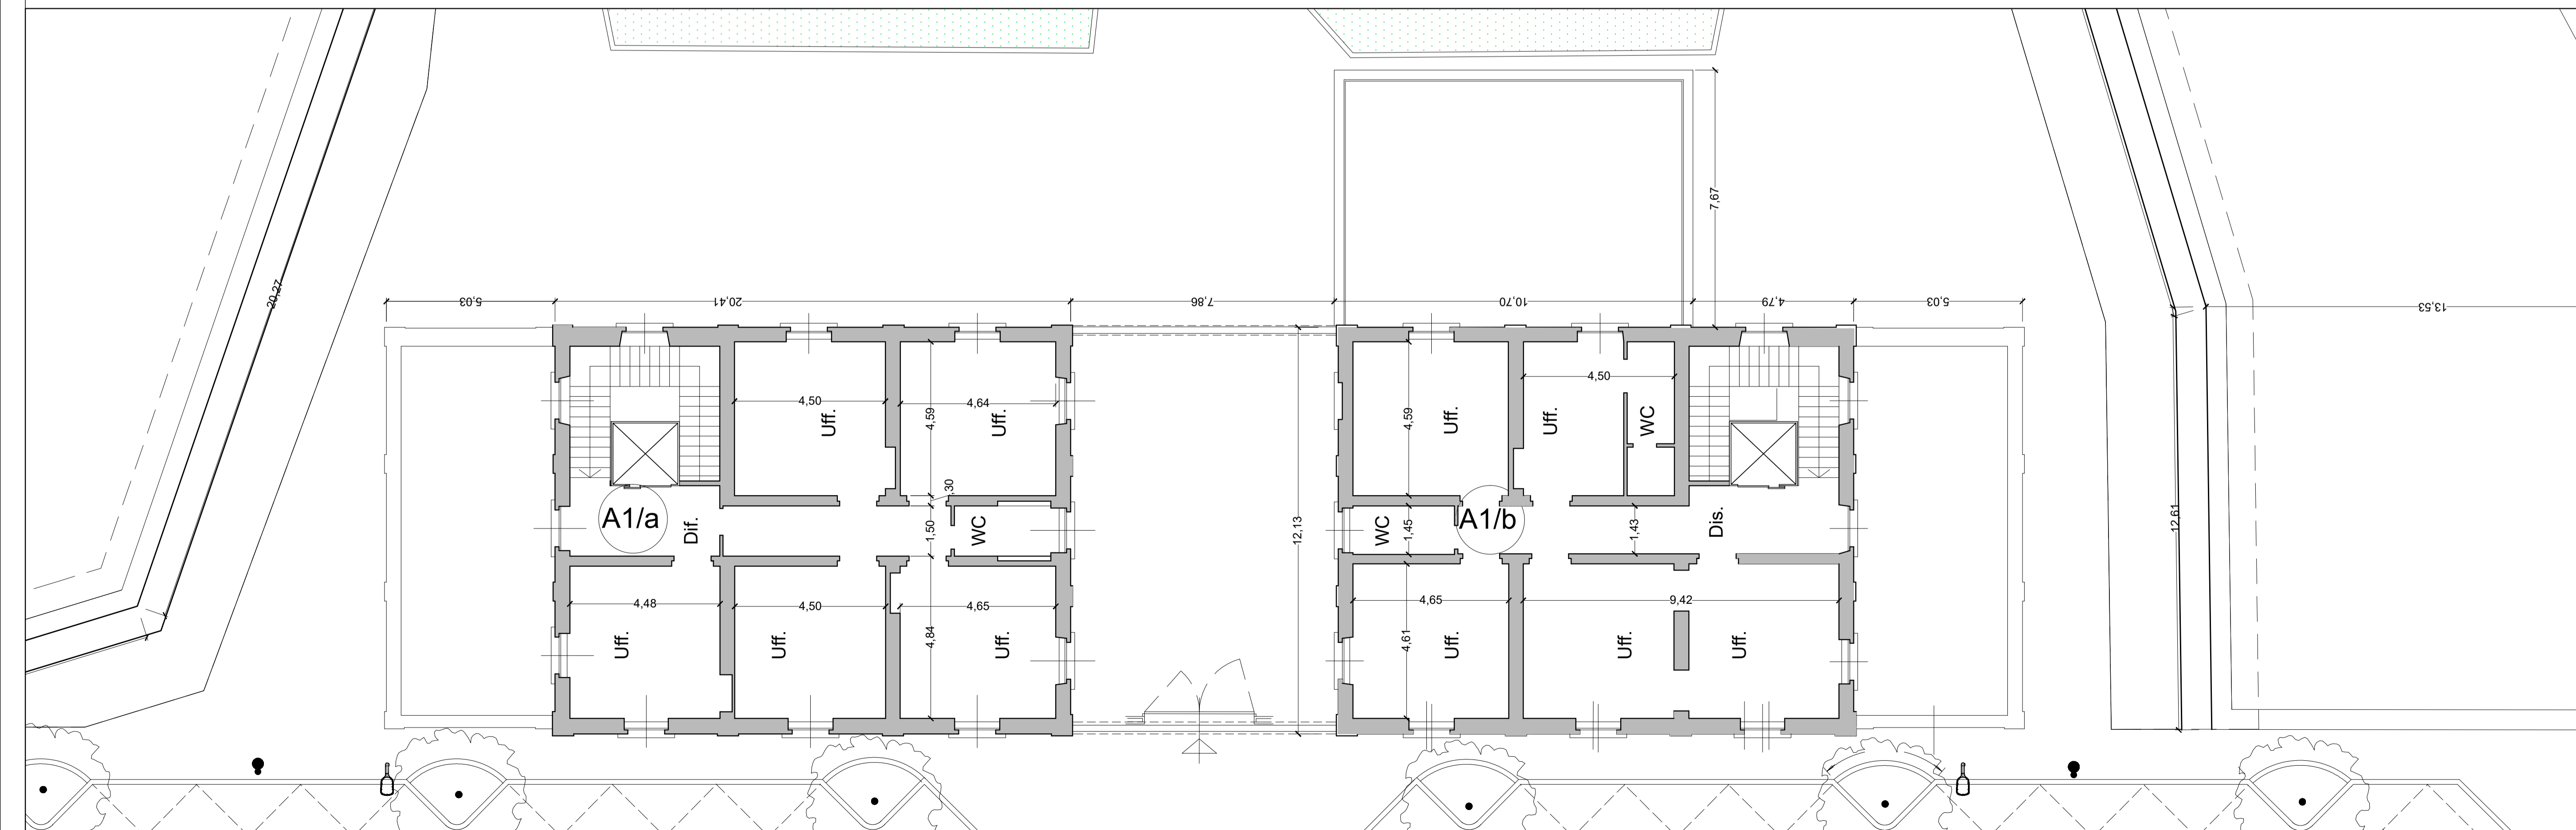 20,27
5,03
20,41
7,86
10,70
4,79
5,03
7,67
13,53
12,61
12,13
4,50
Uff.
4,59
4,64
Uff.
,30
A1/a
Dif.
1,50
WC
4,48
Uff.
4,50
Uff.
4,84
4,65
Uff.
4,59
Uff.
4,50
Uff.
WC
WC
1,45
A1/b
1,43
Dis.
4,65
4,61
Uff.
9,42
Uff.
Uff.